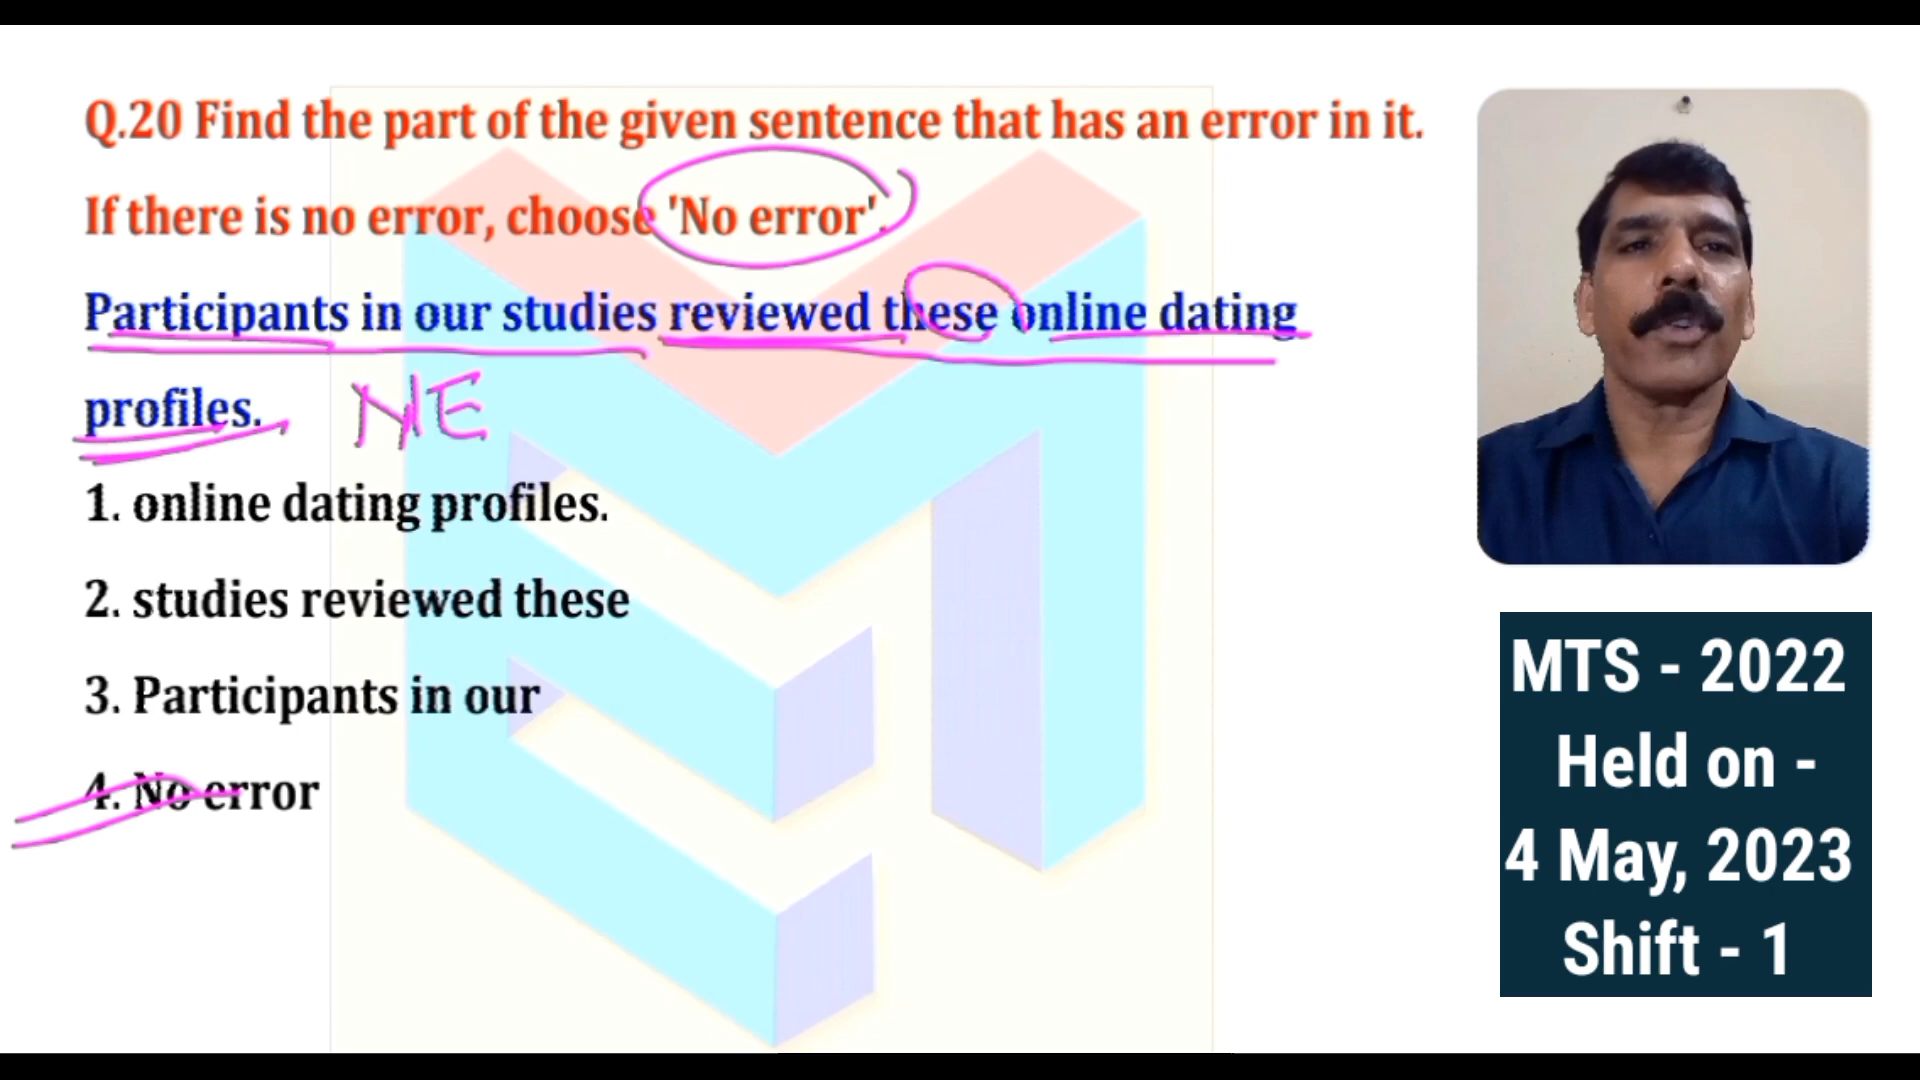 Q.20 Find the part of the given sentence that has an error in it.
If there is no error, choose 'No error'.
Participants in our studies reviewed these online dating
profiles.
NE
1. online dating profiles.
2. studies reviewed these
3. Participants in our
4. No error
MTS - 2022
Held on -
4 May, 2023
Shift - 1